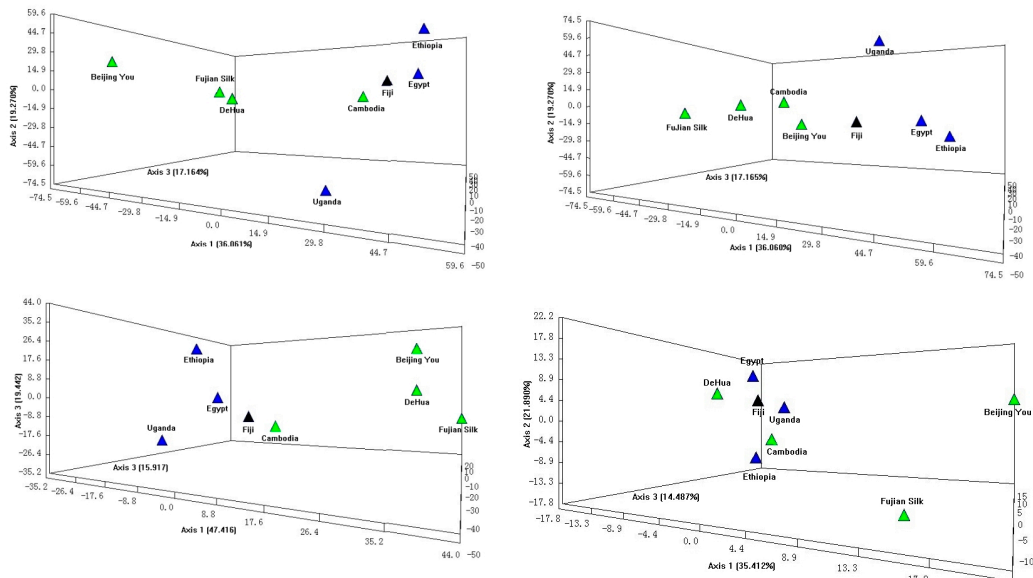 59.6
44.7
29.8
14.9
0.0
-14.9
-29.8
-44.7
-59.6
-74.5
Axis 2 [19.270%]
Ethiopia
Beijing You
Fujian Silk
DeHua
Cambodia
Fiji
Egypt
Uganda
Axis 3 [17.164%]
-74.5 -59.6 -44.7 -29.8 -14.9 0.0 14.9 29.8 44.7 59.6
Axis 1 [36.061%]
0
-10
-20
-30
-40
-50
74.5
59.6
44.7
29.8
14.9
0.0
-14.9
-29.8
-44.7
-59.6
-74.5
Axis 2 [19.270%]
Uganda
Cambodia
FuJian Silk
DeHua
Beijing You
Fiji
Egypt
Ethiopia
Axis 3 [17.165%]
-74.5 -59.6 -44.7 -29.8 -14.9 0.0 14.9 29.8 44.7 59.6 74.5
Axis 1 [36.060%]
0
-10
-20
-30
-40
-50
44.0
35.2
26.4
17.6
8.8
0.0
-8.8
-17.6
-26.4
-35.2
Axis 3 [19.442
Ethiopia
Beijing You
Egypt
DeHua
Uganda
Fiji
Cambodia
Fujian Silk
Axis 3 [15.917]
-35.2 -26.4 -17.6 -8.8 0.0 8.8 17.6 26.4 35.2 44.0
Axis 1 [47.416
20
10
0
-10
-20
-30
-40
-50
22.2
17.8
13.3
8.9
4.4
0.0
-4.4
-8.9
-13.3
-17.8
Axis 2 [21.890%]
Egypt
DeHua
Fiji
Uganda
Beijing You
Cambodia
Ethiopia
Fujian Silk
Axis 3 [14.487%]
-17.8 -13.3 -8.9 -4.4 0.0 4.4 8.9 13.3
Axis 1 [35.412%]
15
10
5
0
-5
-10